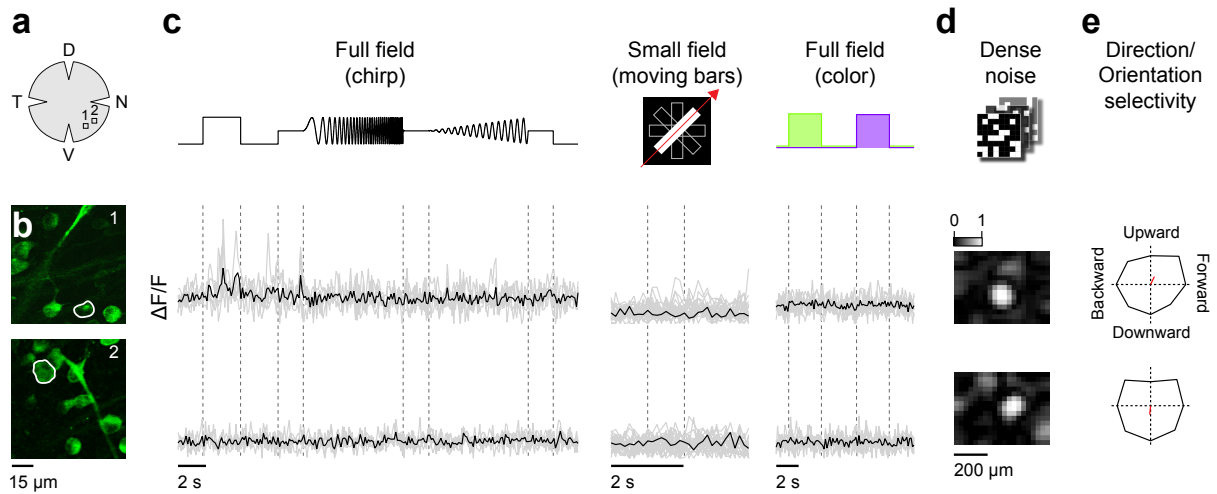 a
D
T
N
1
2
V
c
Full field
(chirp)
Small field
(moving bars)
Full field
(color)
d
Dense
noise
e
Direction/
Orientation
selectivity
b
1
2
15 µm
ΔF/F
2 s
2 s
2 s
0 1
200 µm
Upward
Backward
Forward
Downward